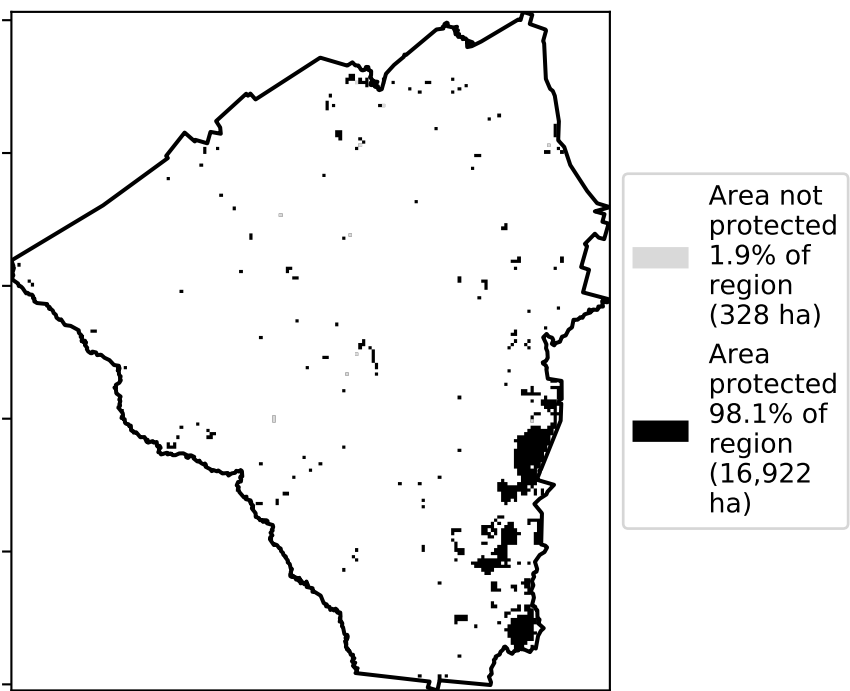 Area not
protected
1.9% of
region
(328 ha)
Area
protected
98.1% of
region
(16,922
ha)